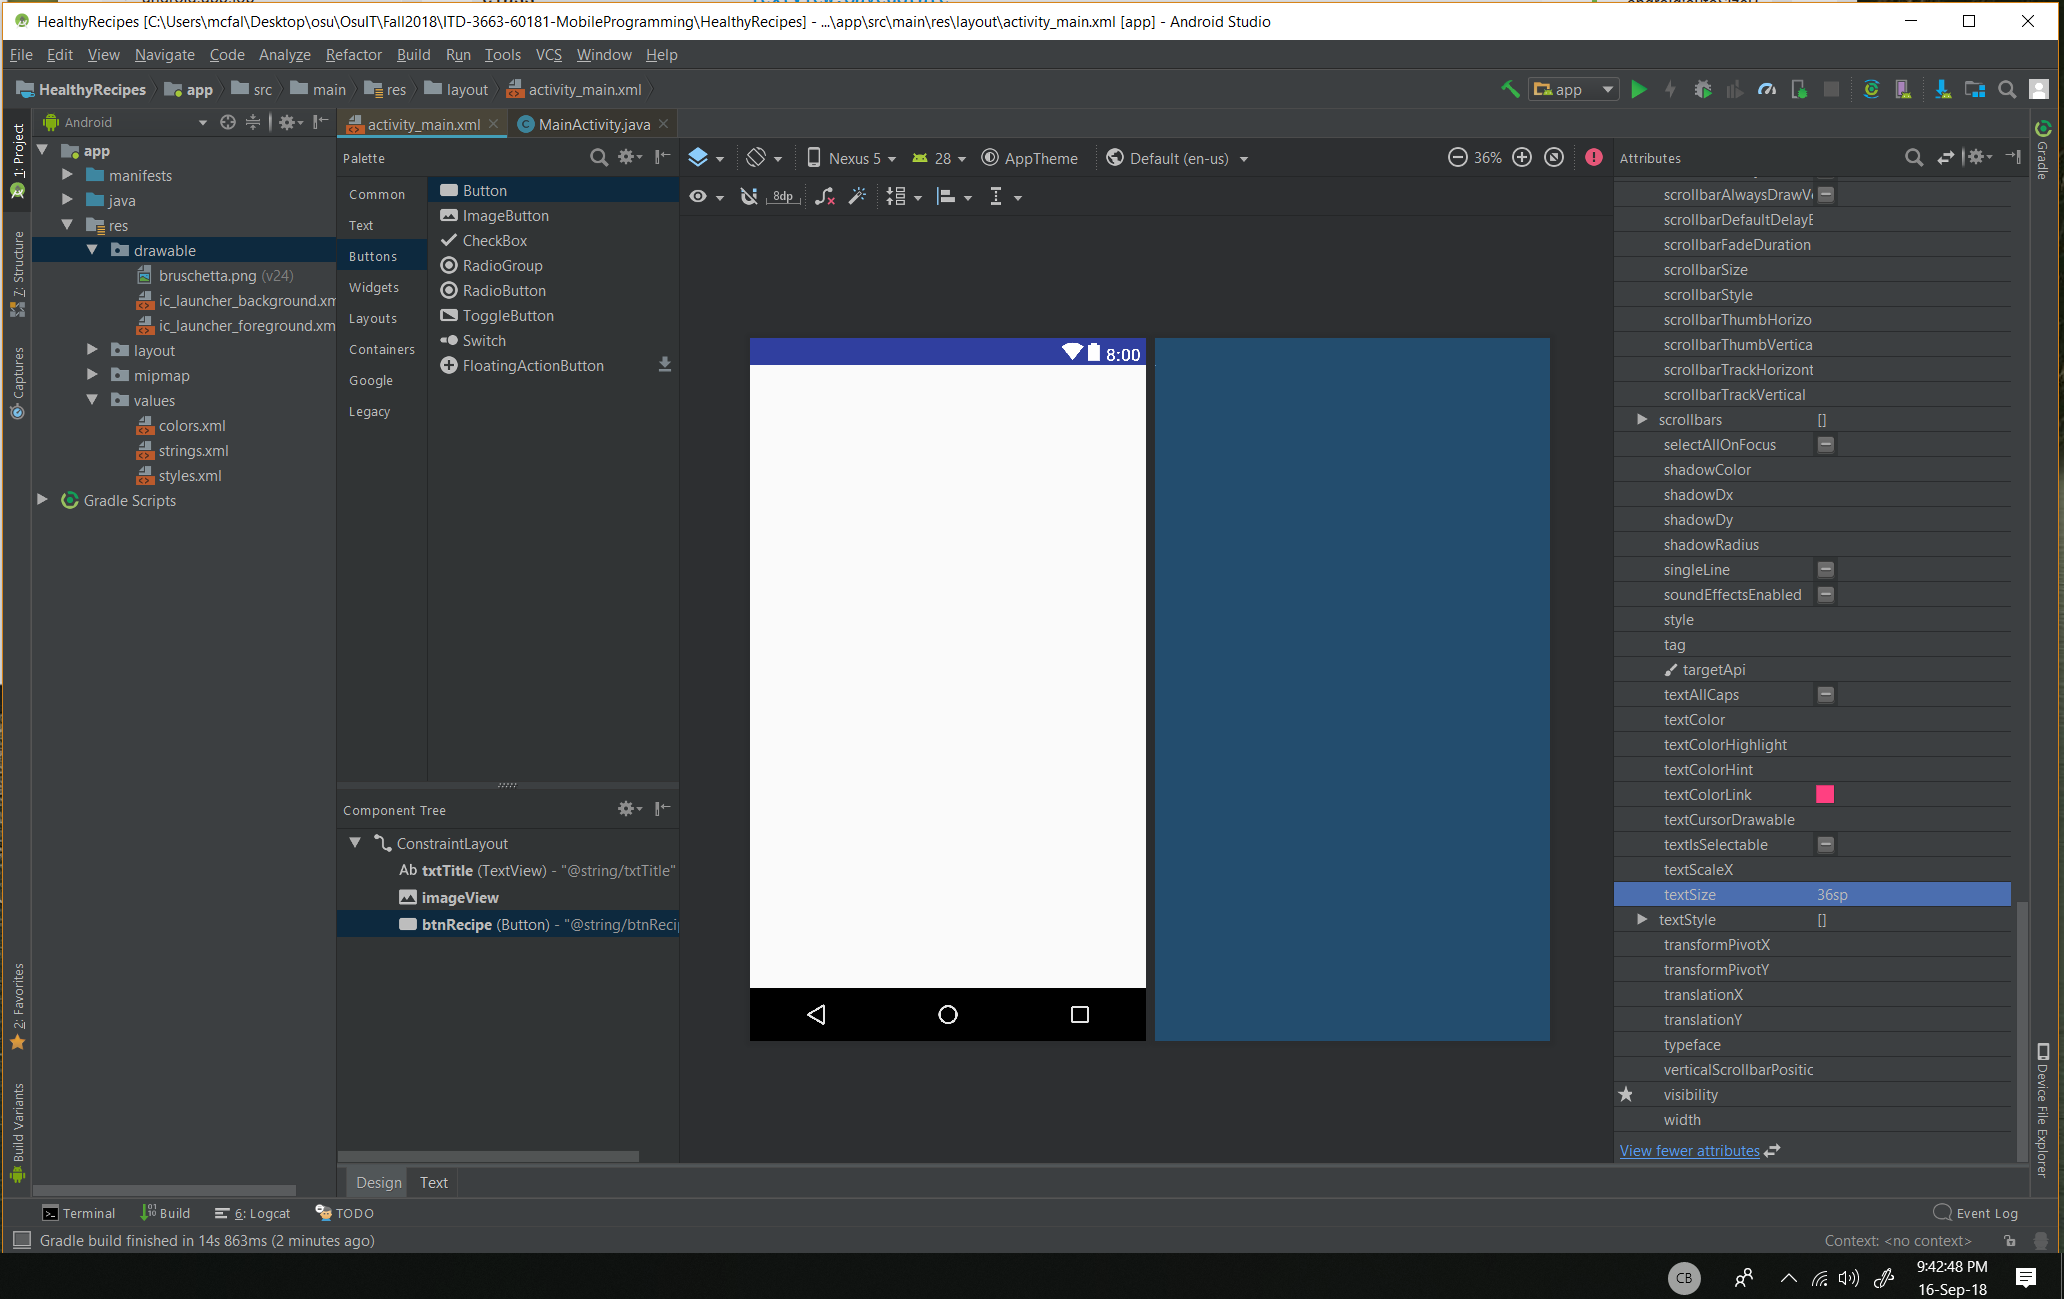 HealthyRecipes [C:\Users\mcfal\Desktop\osu\OsuIT\Fall2018\ITD-3663-60181-MobileProgramming\HealthyRecipes] - ...\app\src\main\res\layout\activity_main.xml [app] - Android Studio
File Edit View Navigate Code Analyze Refactor Build Run Tools VCS Window Help
HealthyRecipes app src main res layout activity_main.xml
app
Android
activity_main.xml MainActivity.java
1: Project
7: Structure
Captures
2: Favorites
Build Variants
app
manifests
java
res
drawable
bruschetta.png (v24)
ic_launcher_background.xm
ic_launcher_foreground.xm
layout
mipmap
values
colors.xml
strings.xml
styles.xml
Gradle Scripts
Palette
Common
Text
Buttons
Widgets
Layouts
Containers
Google
Legacy
Button
ImageButton
CheckBox
RadioGroup
RadioButton
ToggleButton
Switch
FloatingActionButton
Component Tree
ConstraintLayout
Ab txtTitle (TextView) - "@string/txtTitle"
imageView
btnRecipe (Button) - "@string/btnReci
Nexus 5 28 AppTheme Default (en-us) 36%
8dp
8:00
Attributes
scrollbarAlwaysDrawV
scrollbarDefaultDelayB
scrollbarFadeDuration
scrollbarSize
scrollbarStyle
scrollbarThumbHorizo
scrollbarThumbVertica
scrollbarTrackHorizont
scrollbarTrackVertical
scrollbars []
selectAllOnFocus
shadowColor
shadowDx
shadowDy
shadowRadius
singleLine
soundEffectsEnabled
style
tag
targetApi
textAllCaps
textColor
textColorHighlight
textColorHint
textColorLink
textCursorDrawable
textIsSelectable
textScaleX
textSize 36sp
textStyle []
transformPivotX
transformPivotY
translationX
translationY
typeface
verticalScrollbarPositic
visibility
width
View fewer attributes
Gradle
Device File Explorer
Design Text
Terminal Build 6: Logcat TODO
Event Log
Gradle build finished in 14s 863ms (2 minutes ago)
Context: <no context>
CB
9:42:48 PM
16-Sep-18